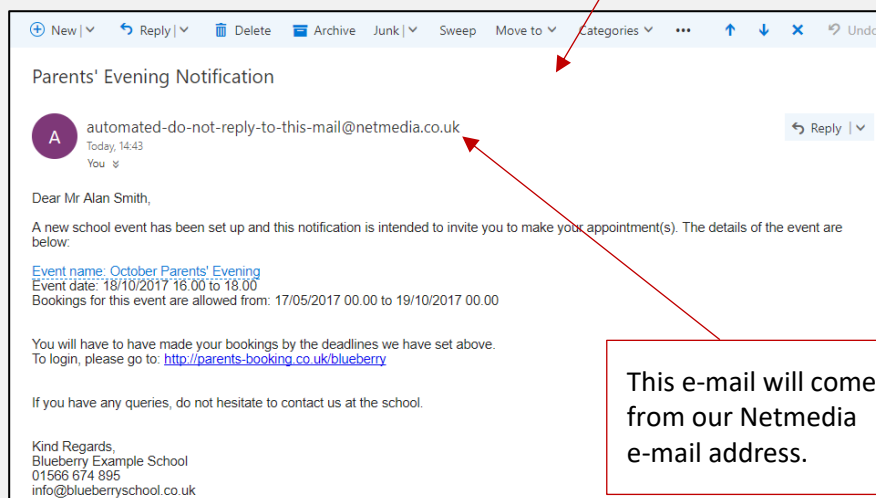 New
Reply
Delete
Archive
Junk
Sweep
Move to
Categories
Undo
Parents' Evening Notification
A
automated-do-not-reply-to-this-mail@netmedia.co.uk
Reply
Today, 14:43
You
Dear Mr Alan Smith,
A new school event has been set up and this notification is intended to invite you to make your appointment(s). The details of the event are
below:
Event name: October Parents' Evening
Event date: 18/10/2017 16.00 to 18.00
Bookings for this event are allowed from: 17/05/2017 00.00 to 19/10/2017 00.00
You will have to have made your bookings by the deadlines we have set above.
To login, please go to: http://parents-booking.co.uk/blueberry
If you have any queries, do not hesitate to contact us at the school.
Kind Regards,
Blueberry Example School
01566 674 895
info@blueberryschool.co.uk
This e-mail will come
from our Netmedia
e-mail address.